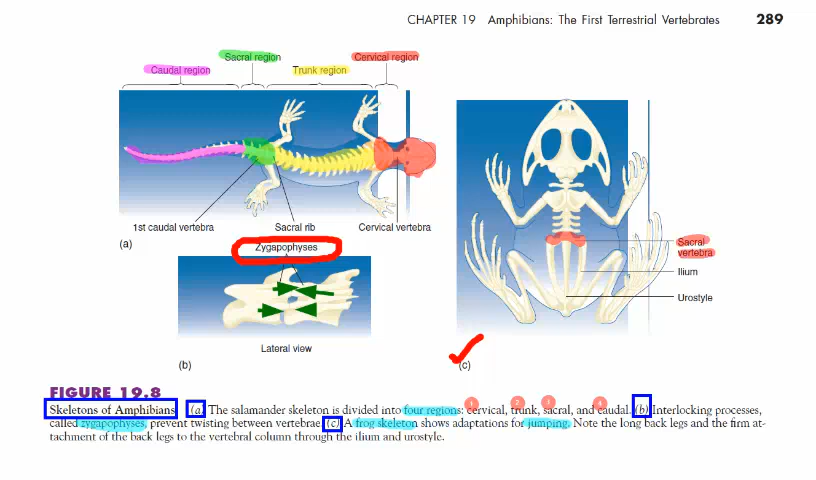 CHAPTER 19 Amphibians: The First Terrestrial Vertebrates 289
Sacral region
Cervical region
Caudal region
Trunk region
1st caudal vertebra
Sacral rib
Cervical vertebra
(a)
Zygapophyses
Lateral view
(b)
Sacral
vertebra
Ilium
Urostyle
(c)
FIGURE 19.8
1 2 3 4
Skeletons of Amphibians. (a) The salamander skeleton is divided into four regions: cervical, trunk, sacral, and caudal. (b) Interlocking processes,
called zygapophyses, prevent twisting between vertebrae. (c) A frog skeleton shows adaptations for jumping. Note the long back legs and the firm at-
tachment of the back legs to the vertebral column through the ilium and urostyle.